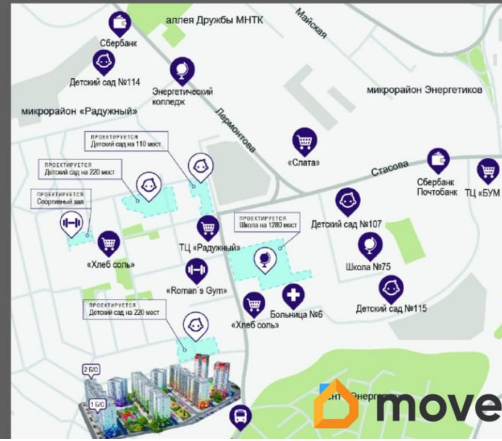 аллея Дружбы МНТК
Майская
Сбербанк
Детский сад №114
Энергетический
колледж
микрорайон Энергетиков
микрорайон «Радужный»
Лермонтова
ПРОЕКТИРУЕТСЯ
Детский сад на 110 мест
ПРОЕКТИРУЕТСЯ
Детский сад на 220 мест
«Слата»
Стасова
Сбербанк
Почтобанк
ТЦ «БУМ
ПРОЕКТИРУЕТСЯ
Спортивный зал
ПРОЕКТИРУЕТСЯ
Школа на 1280 мест
Детский сад №107
ТЦ «Радужный»
«Хлеб соль»
Школа №75
«Roman`s Gym»
«Хлеб соль»
Больница №6
Детский сад №115
ПРОЕКТИРУЕТСЯ
Детский сад на 220 мест
2 Б/С
1 Б/С
move